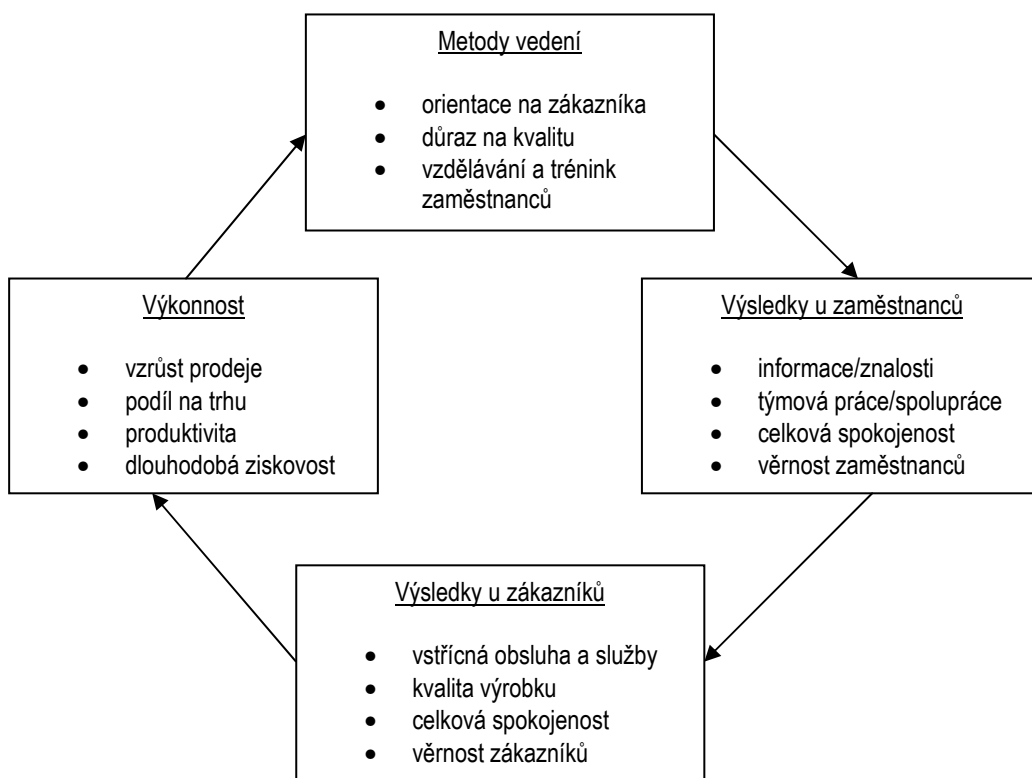 Metody vedení
• orientace na zákazníka
• důraz na kvalitu
• vzdělávání a trénink
zaměstnanců
Výkonnost
• vzrůst prodeje
• podíl na trhu
• produktivita
• dlouhodobá ziskovost
Výsledky u zaměstnanců
• informace/znalosti
• týmová práce/spolupráce
• celková spokojenost
• věrnost zaměstnanců
Výsledky u zákazníků
• vstřícná obsluha a služby
• kvalita výrobku
• celková spokojenost
• věrnost zákazníků